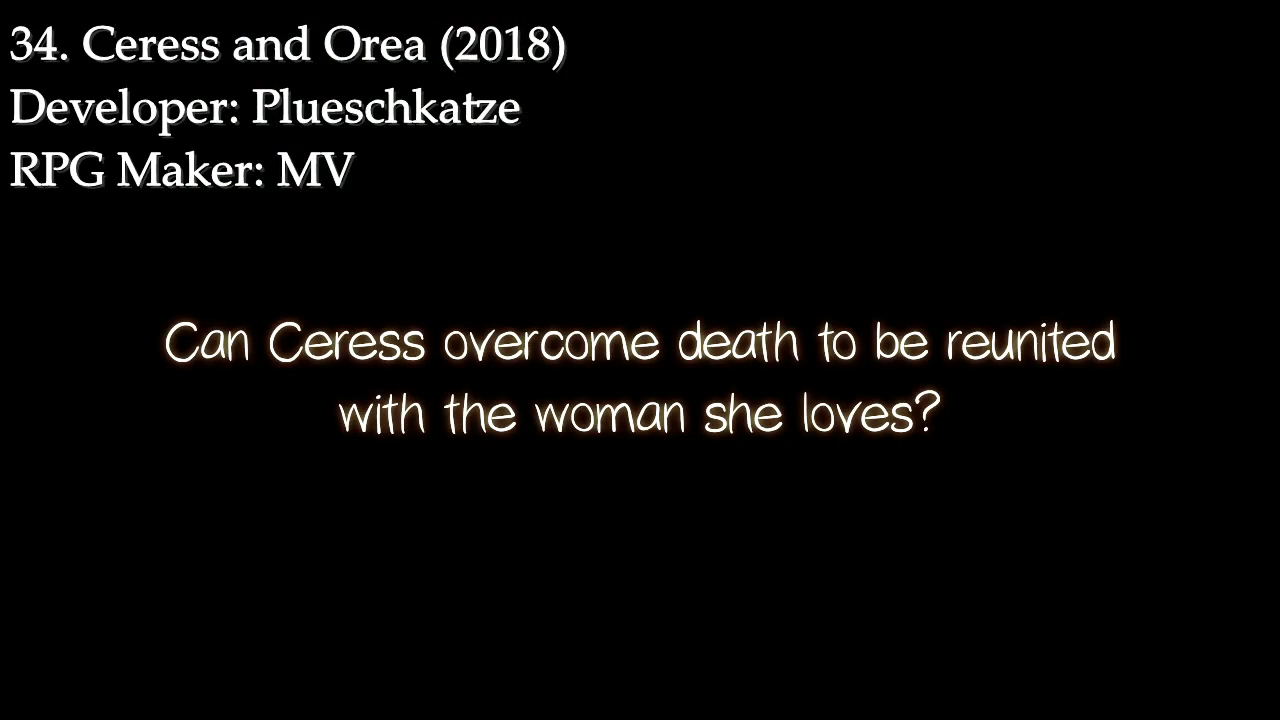 34. Ceress and Orea (2018)
Developer: Plueschkatze
RPG Maker: MV
Can Ceress overcome death to be reunited
with the woman she loves?